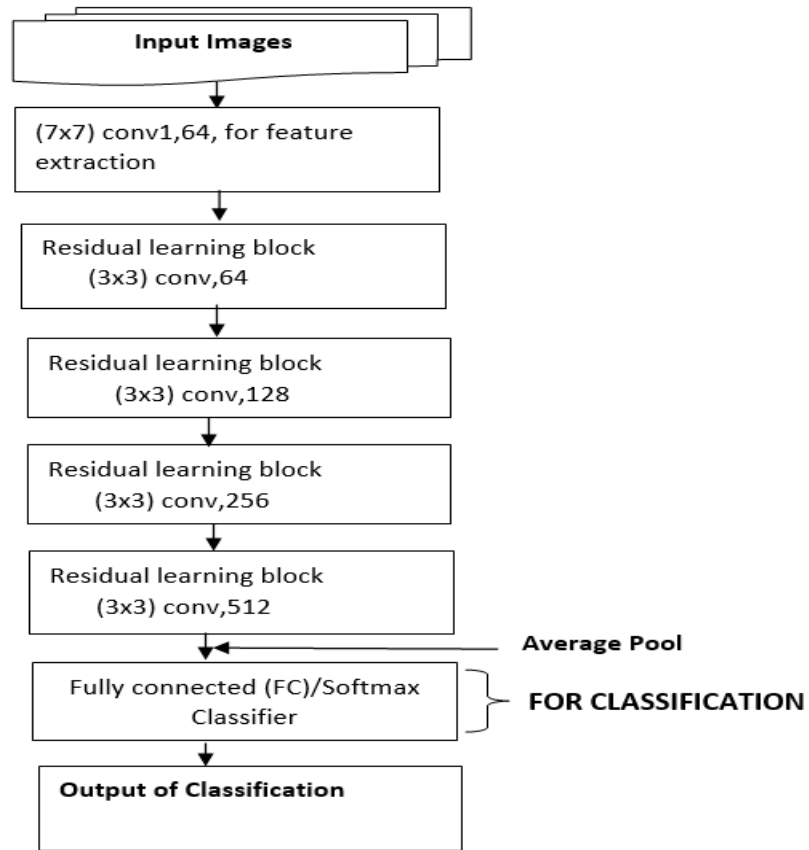 Input Images
(7x7) conv1,64, for feature
extraction
Residual learning block
(3x3) conv,64
Residual learning block
(3x3) conv,128
Residual learning block
(3x3) conv,256
Residual learning block
(3x3) conv,512
Average Pool
Fully connected (FC)/Softmax
Classifier
FOR CLASSIFICATION
Output of Classification